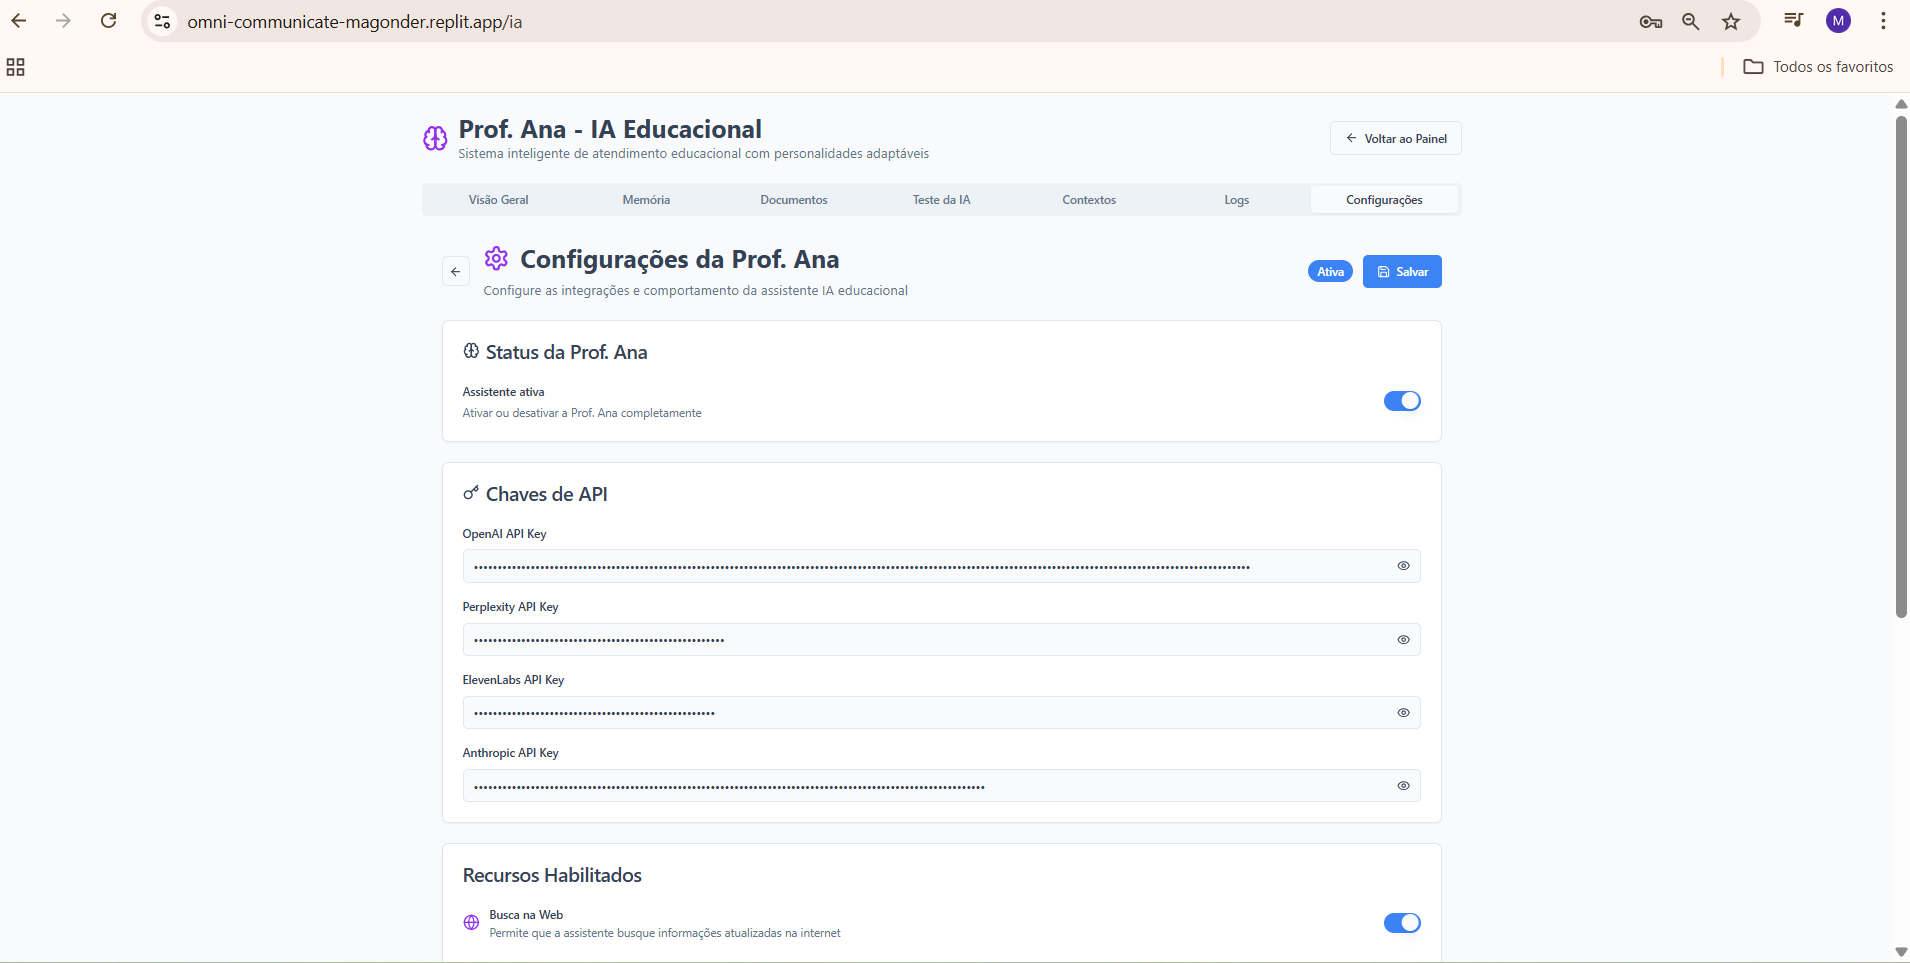 omni-communicate-magonder.replit.app/ia
M
Todos os favoritos
Prof. Ana - IA Educacional
Sistema inteligente de atendimento educacional com personalidades adaptáveis
Voltar ao Painel
Visão Geral
Memória
Documentos
Teste da IA
Contextos
Logs
Configurações
Configurações da Prof. Ana
Configure as integrações e comportamento da assistente IA educacional
Ativa
Salvar
Status da Prof. Ana
Assistente ativa
Ativar ou desativar a Prof. Ana completamente
Chaves de API
OpenAI API Key
Perplexity API Key
ElevenLabs API Key
Anthropic API Key
Recursos Habilitados
Busca na Web
Permite que a assistente busque informações atualizadas na internet